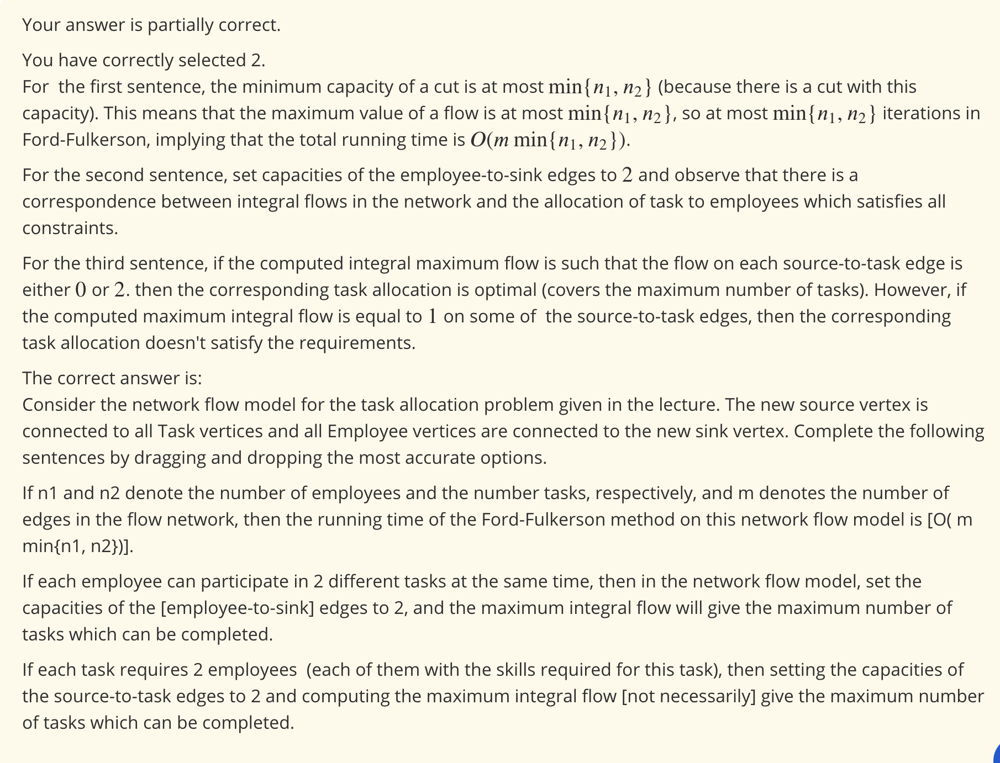 Your answer is partially correct.
You have correctly selected 2.
For  the first sentence, the minimum capacity of a cut is at most min{n₁, n₂} (because there is a cut with this
capacity). This means that the maximum value of a flow is at most min{n₁, n₂}, so at most min{n₁, n₂} iterations in
Ford-Fulkerson, implying that the total running time is O(m min{n₁, n₂}).
For the second sentence, set capacities of the employee-to-sink edges to 2 and observe that there is a
correspondence between integral flows in the network and the allocation of task to employees which satisfies all
constraints.
For the third sentence, if the computed integral maximum flow is such that the flow on each source-to-task edge is
either 0 or 2. then the corresponding task allocation is optimal (covers the maximum number of tasks). However, if
the computed maximum integral flow is equal to 1 on some of  the source-to-task edges, then the corresponding
task allocation doesn't satisfy the requirements.
The correct answer is:
Consider the network flow model for the task allocation problem given in the lecture. The new source vertex is
connected to all Task vertices and all Employee vertices are connected to the new sink vertex. Complete the following
sentences by dragging and dropping the most accurate options.
If n1 and n2 denote the number of employees and the number tasks, respectively, and m denotes the number of
edges in the flow network, then the running time of the Ford-Fulkerson method on this network flow model is [O( m
min{n1, n2})].
If each employee can participate in 2 different tasks at the same time, then in the network flow model, set the
capacities of the [employee-to-sink] edges to 2, and the maximum integral flow will give the maximum number of
tasks which can be completed.
If each task requires 2 employees  (each of them with the skills required for this task), then setting the capacities of
the source-to-task edges to 2 and computing the maximum integral flow [not necessarily] give the maximum number
of tasks which can be completed.